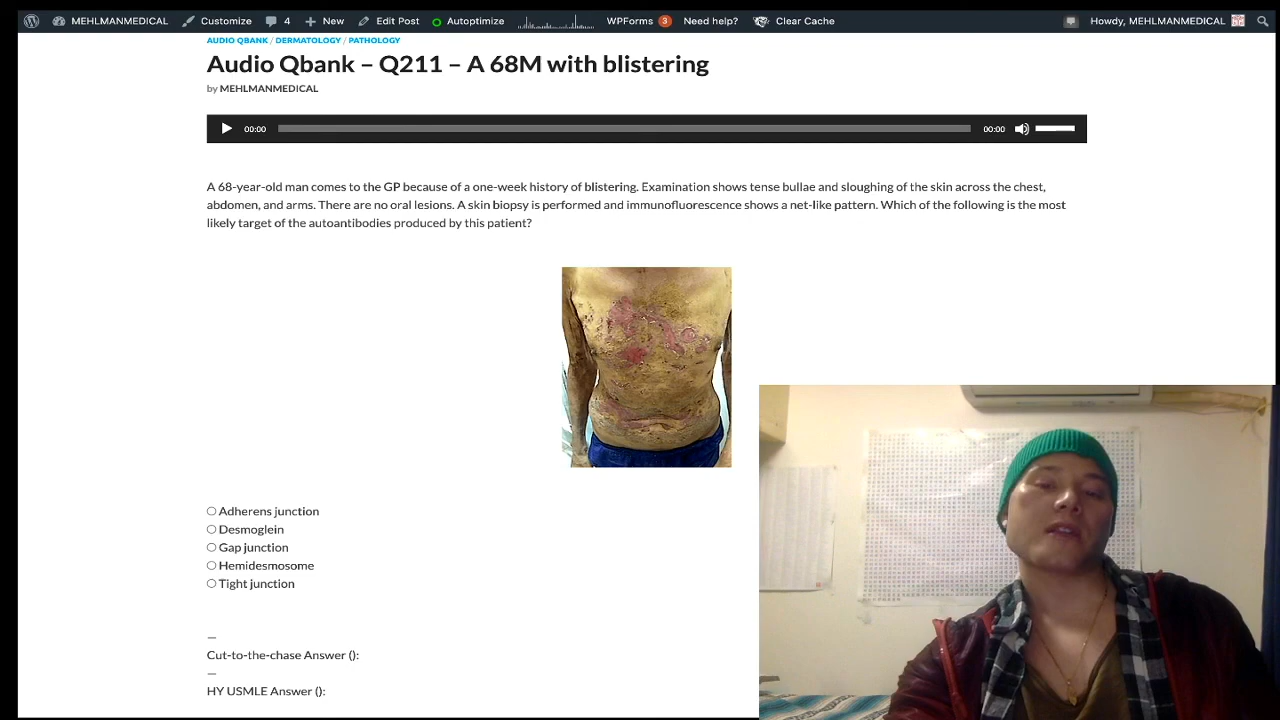 MEHLMANMEDICAL Customize 4 New Edit Post Autoptimize WPForms 3 Need help? Clear Cache Howdy, MEHLMANMEDICAL
AUDIO QBANK / DERMATOLOGY / PATHOLOGY
Audio Qbank – Q211 – A 68M with blistering
by MEHLMANMEDICAL
00:00 00:00
A 68-year-old man comes to the GP because of a one-week history of blistering. Examination shows tense bullae and sloughing of the skin across the chest,
abdomen, and arms. There are no oral lesions. A skin biopsy is performed and immunofluorescence shows a net-like pattern. Which of the following is the most
likely target of the autoantibodies produced by this patient?
Adherens junction
Desmoglein
Gap junction
Hemidesmosome
Tight junction
—
Cut-to-the-chase Answer ():
—
HY USMLE Answer ():